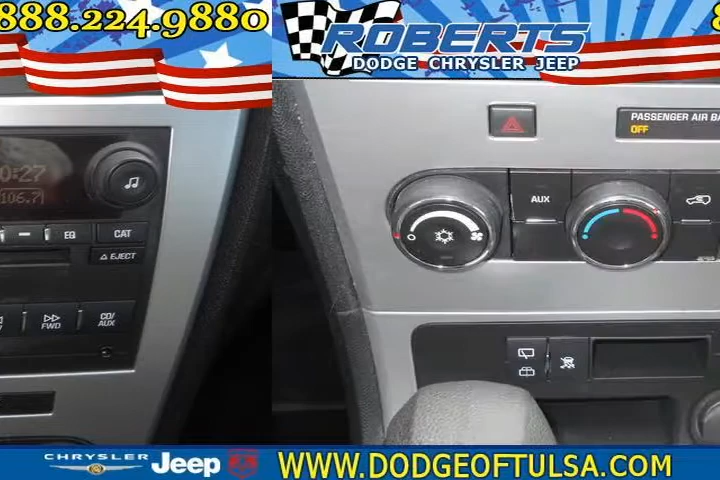 888.224.9880
ROBERTS
DODGE CHRYSLER JEEP
PASSENGER AIR BA
OFF
0:27
106.7
AUX
EQ
CAT
EJECT
FWD
CD/
AUX
CHRYSLER
Jeep
WWW.DODGEOFTULSA.COM